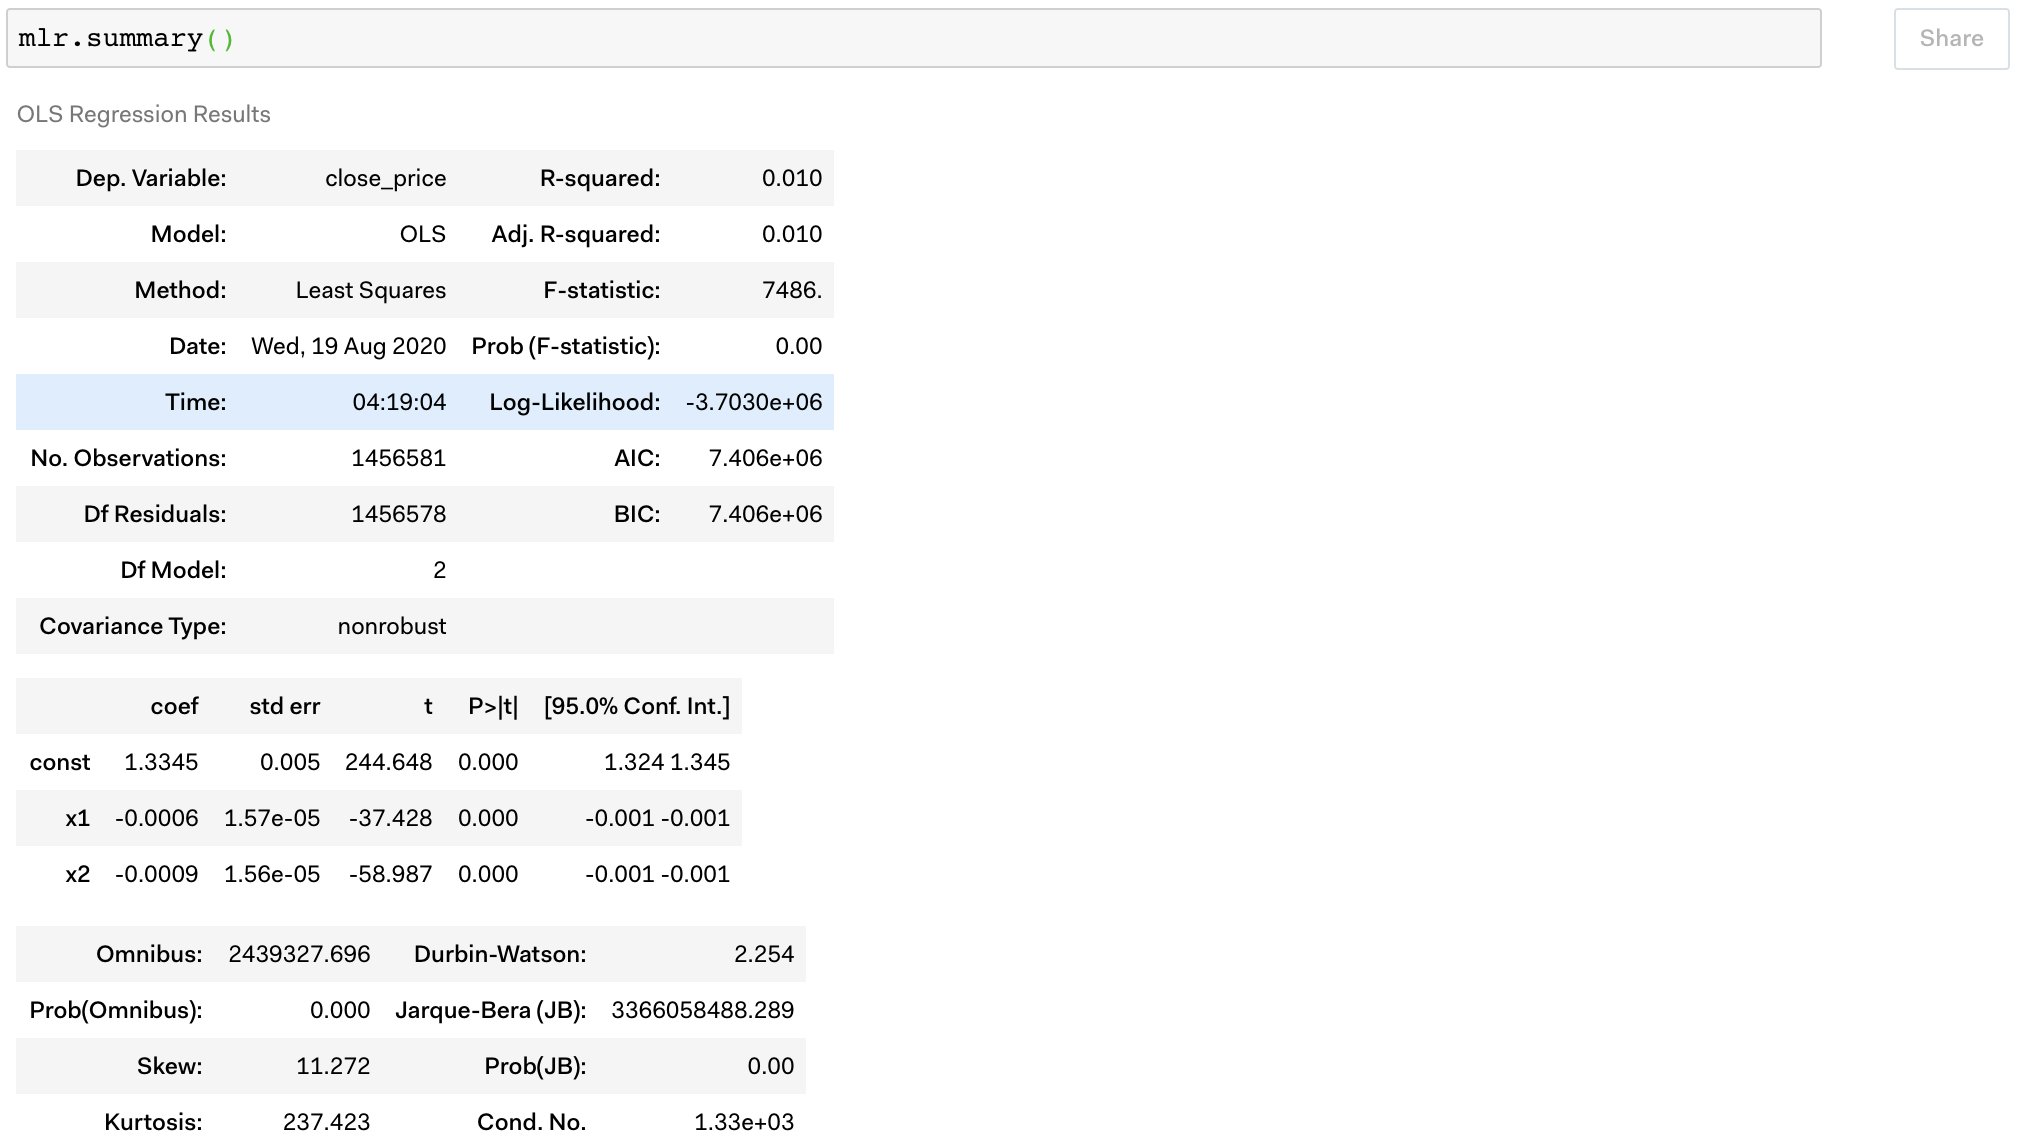 mlr.summary()
Share
OLS Regression Results
Dep. Variable: close_price R-squared: 0.010
Model: OLS Adj. R-squared: 0.010
Method: Least Squares F-statistic: 7486.
Date: Wed, 19 Aug 2020 Prob (F-statistic): 0.00
Time: 04:19:04 Log-Likelihood: -3.7030e+06
No. Observations: 1456581 AIC: 7.406e+06
Df Residuals: 1456578 BIC: 7.406e+06
Df Model: 2
Covariance Type: nonrobust
coef std err t P>|t| [95.0% Conf. Int.]
const 1.3345 0.005 244.648 0.000 1.324 1.345
x1 -0.0006 1.57e-05 -37.428 0.000 -0.001 -0.001
x2 -0.0009 1.56e-05 -58.987 0.000 -0.001 -0.001
Omnibus: 2439327.696 Durbin-Watson: 2.254
Prob(Omnibus): 0.000 Jarque-Bera (JB): 3366058488.289
Skew: 11.272 Prob(JB): 0.00
Kurtosis: 237.423 Cond. No. 1.33e+03